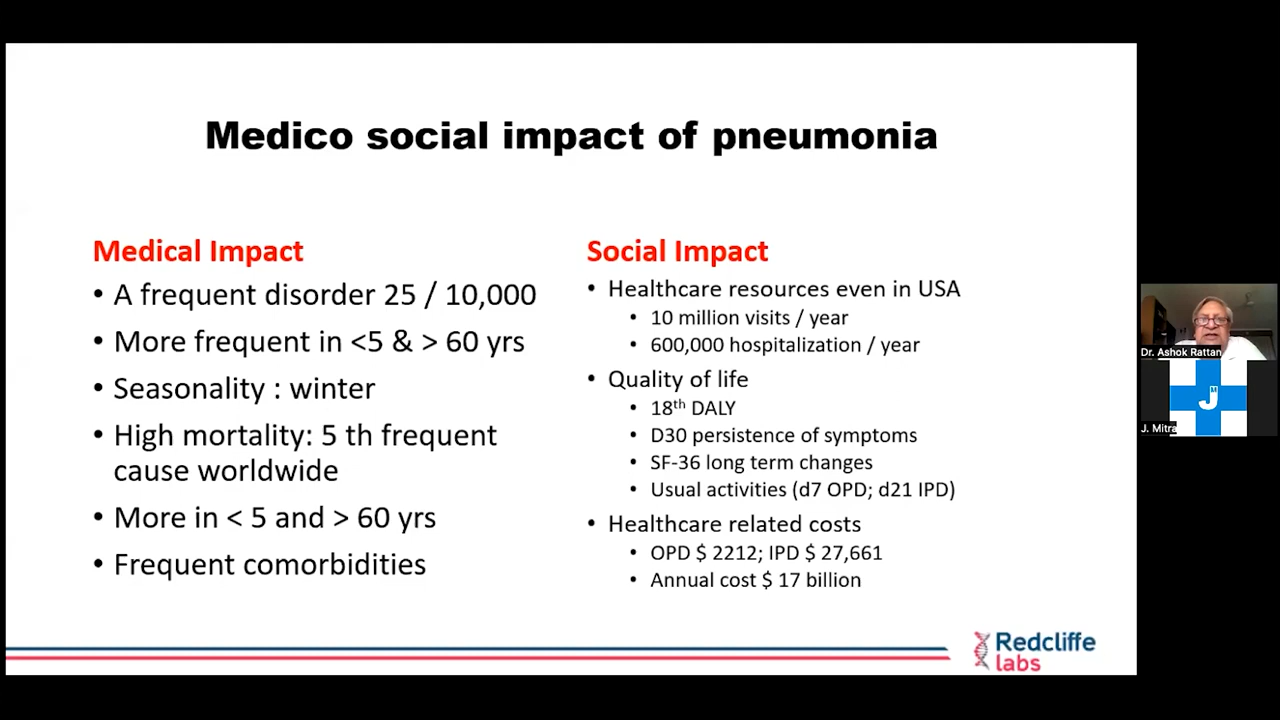 Medico social impact of pneumonia
Medical Impact
• A frequent disorder 25 / 10,000
• More frequent in <5 & > 60 yrs
• Seasonality : winter
• High mortality: 5 th frequent
cause worldwide
• More in < 5 and > 60 yrs
• Frequent comorbidities
Social Impact
• Healthcare resources even in USA
• 10 million visits / year
• 600,000 hospitalization / year
• Quality of life
• 18th DALY
• D30 persistence of symptoms
• SF-36 long term changes
• Usual activities (d7 OPD; d21 IPD)
• Healthcare related costs
• OPD $ 2212; IPD $ 27,661
• Annual cost $ 17 billion
Redcliffe
labs
Dr. Ashok Rattan
J M
J. Mitra